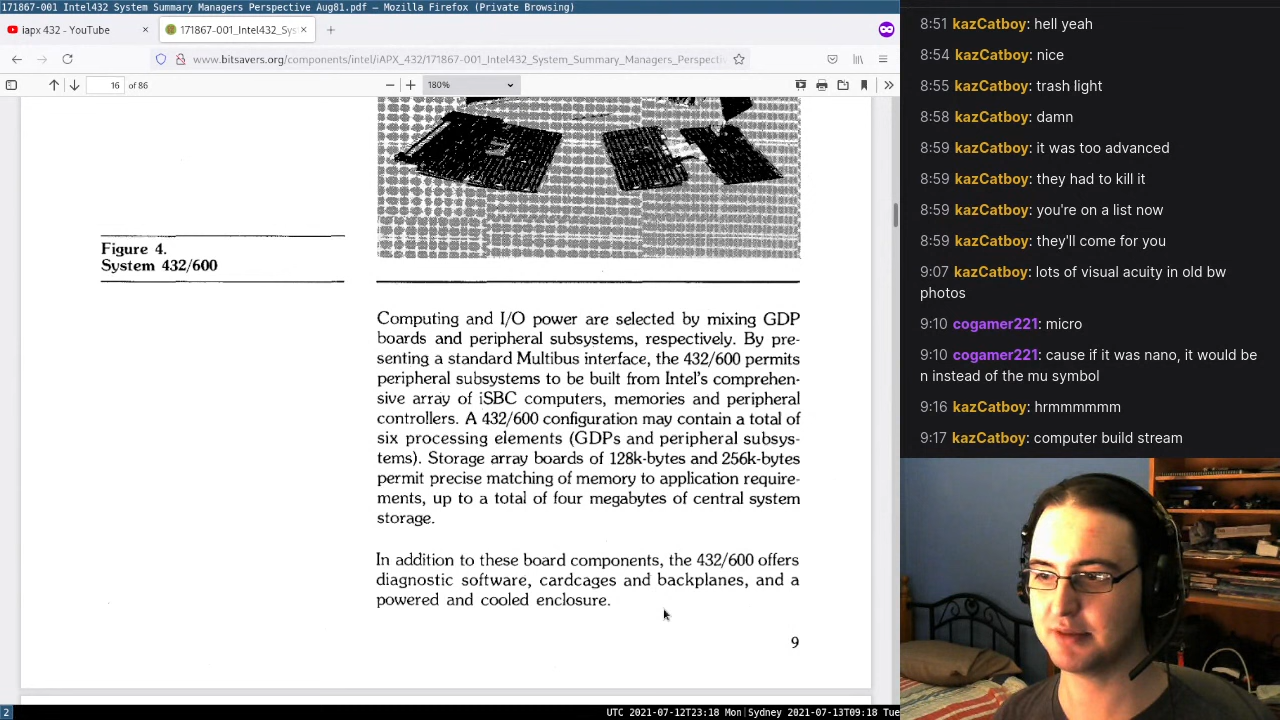 171867-001 Intel432 System Summary Managers Perspective Aug81.pdf — Mozilla Firefox (Private Browsing)
iapx 432 - YouTube
171867-001_Intel432_Sys
www.bitsavers.org/components/intel/iAPX_432/171867-001_Intel432_System_Summary_Managers_Perspecti
16 of 86
180%
Figure 4.
System 432/600
Computing and I/O power are selected by mixing GDP
boards and peripheral subsystems, respectively. By pre-
senting a standard Multibus interface, the 432/600 permits
peripheral subsystems to be built from Intel's comprehen-
sive array of iSBC computers, memories and peripheral
controllers. A 432/600 configuration may contain a total of
six processing elements (GDPs and peripheral subsys-
tems). Storage array boards of 128k-bytes and 256k-bytes
permit precise matching of memory to application require-
ments, up to a total of four megabytes of central system
storage.
In addition to these board components, the 432/600 offers
diagnostic software, cardcages and backplanes, and a
powered and cooled enclosure.
9
8:51 kazCatboy: hell yeah
8:54 kazCatboy: nice
8:55 kazCatboy: trash light
8:58 kazCatboy: damn
8:59 kazCatboy: it was too advanced
8:59 kazCatboy: they had to kill it
8:59 kazCatboy: you're on a list now
8:59 kazCatboy: they'll come for you
9:07 kazCatboy: lots of visual acuity in old bw
photos
9:10 cogamer221: micro
9:10 cogamer221: cause if it was nano, it would be
n instead of the mu symbol
9:16 kazCatboy: hrmmmmmm
9:17 kazCatboy: computer build stream
2
UTC 2021-07-12T23:18 Mon|Sydney 2021-07-13T09:18 Tue